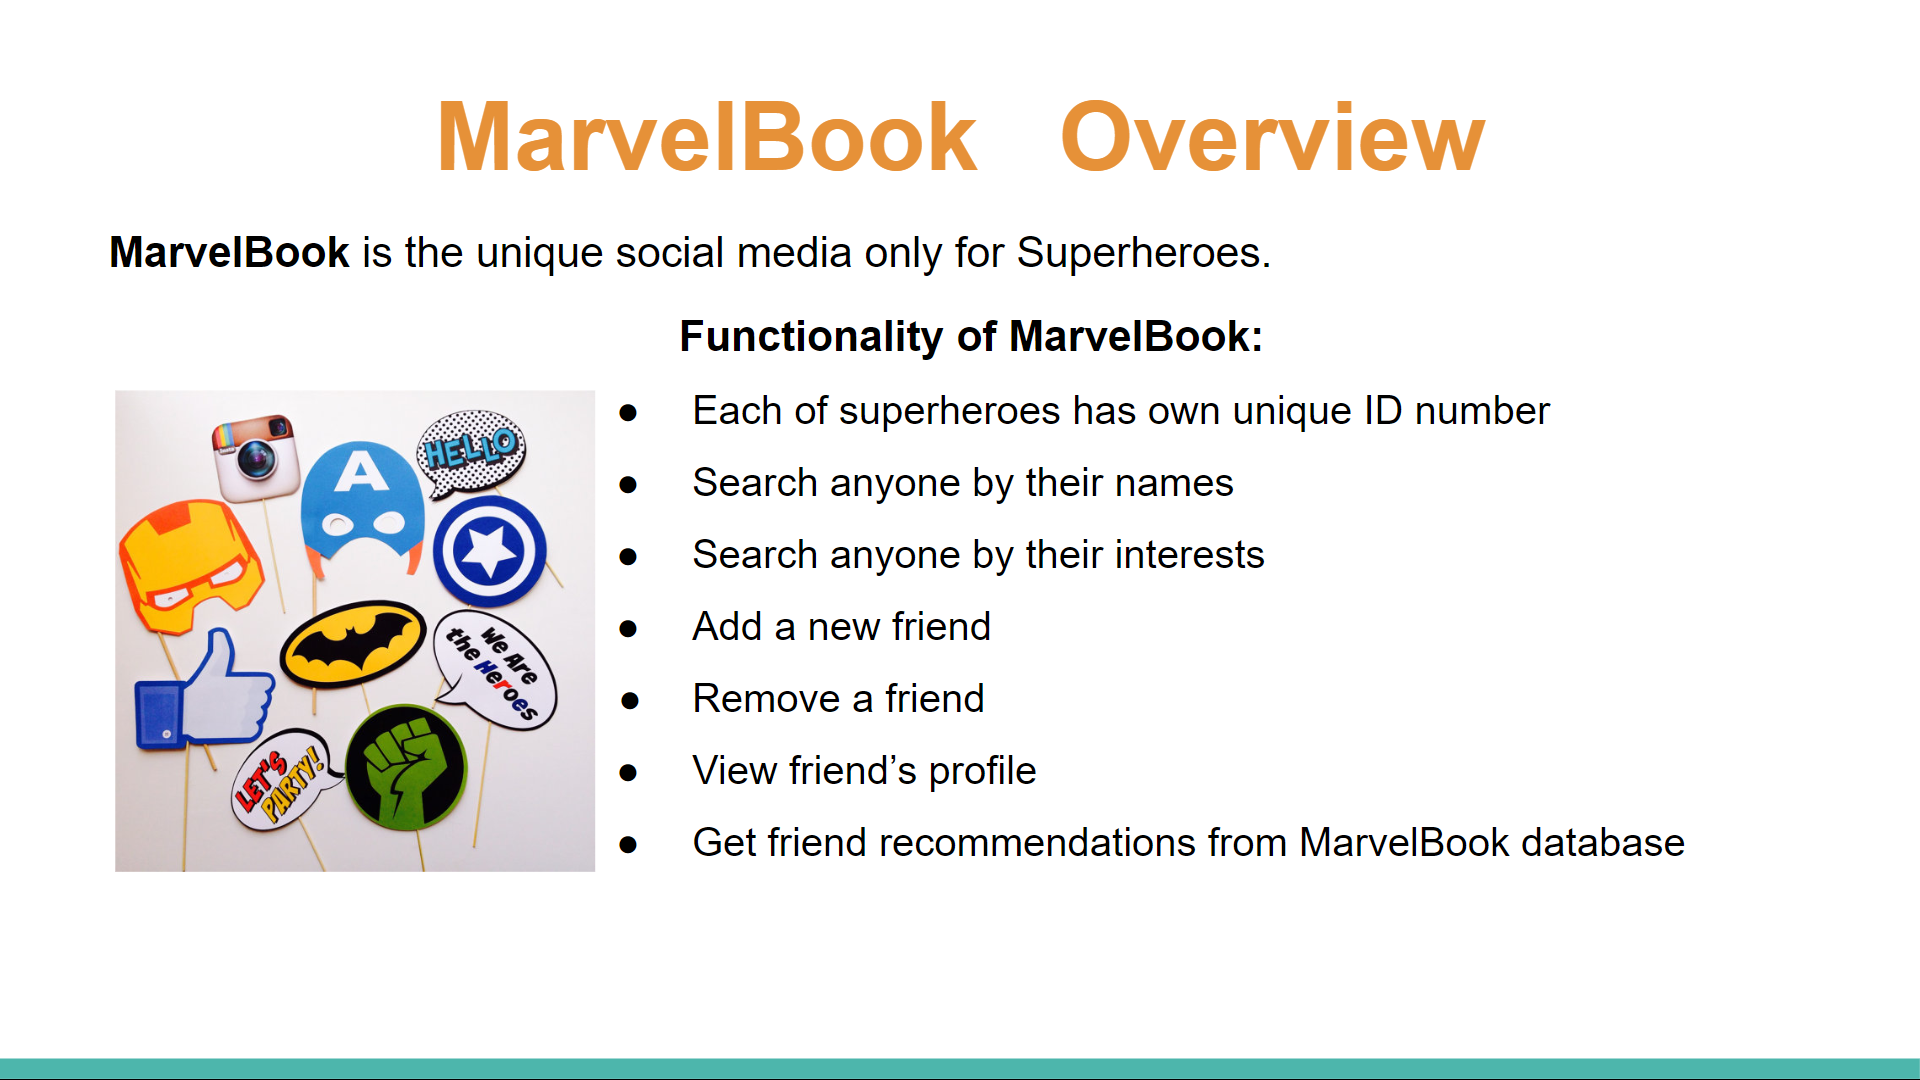 MarvelBook Overview
MarvelBook is the unique social media only for Superheroes.
Functionality of MarvelBook:
● Each of superheroes has own unique ID number
● Search anyone by their names
● Search anyone by their interests
● Add a new friend
● Remove a friend
● View friend’s profile
● Get friend recommendations from MarvelBook database
HELLO
A
We Are
the Heroes
LET'S
PARTY!